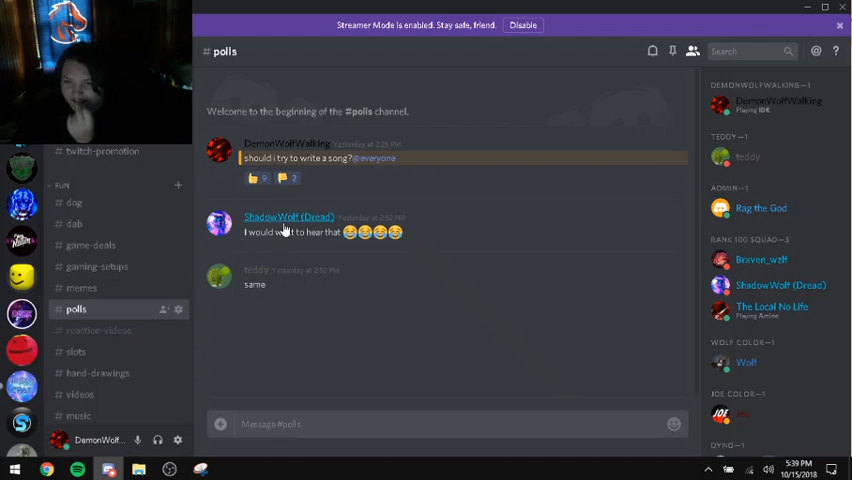 Streamer Mode is enabled. Stay safe, friend. Disable
# polls
Search
Welcome to the beginning of the #polls channel.
DemonWolfWalking Yesterday at 2:26 PM
should i try to write a song?@everyone
9 2
ShadowWolf (Dread) Yesterday at 2:52 PM
I would want to hear that
teddy Yesterday at 2:52 PM
same
Message #polls
# twitch-promotion
FUN
# dog
# dab
# game-deals
# gaming-setups
# memes
# polls
# reaction-videos
# slots
# hand-drawings
# videos
# music
DemonWolf...
DEMONWOLFWALKING—1
DemonWolfWalking
Playing IDK
TEDDY—1
teddy
ADMIN—1
Rag the God
RANK 100 SQUAD—3
Brxven_wzlf
ShadowWolf (Dread)
The Local No Life
Playing Amine
WOLF COLOR—1
Wolf
JOE COLOR—1
Joe
DYNO—1
5:39 PM
10/15/2018